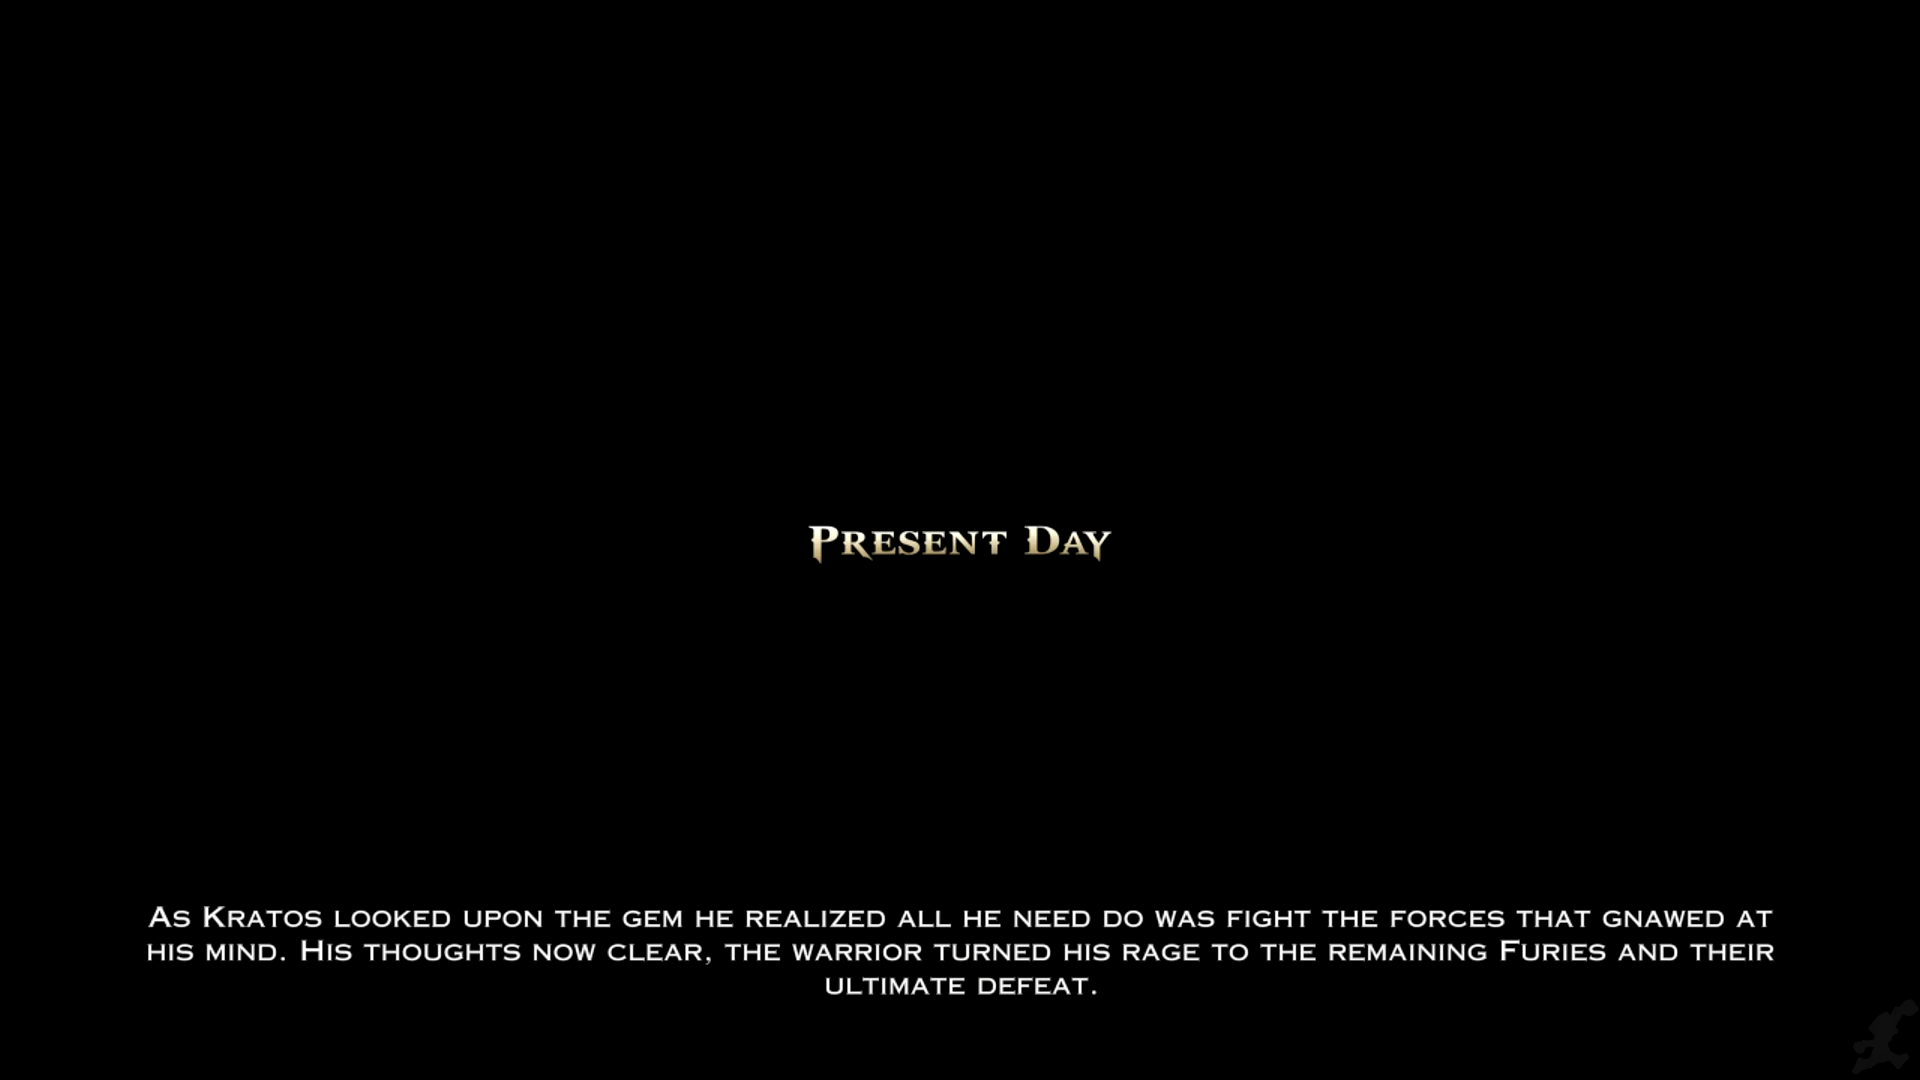 Present Day
As Kratos looked upon the gem he realized all he need do was fight the forces that gnawed at
his mind. His thoughts now clear, the warrior turned his rage to the remaining Furies and their
ultimate defeat.